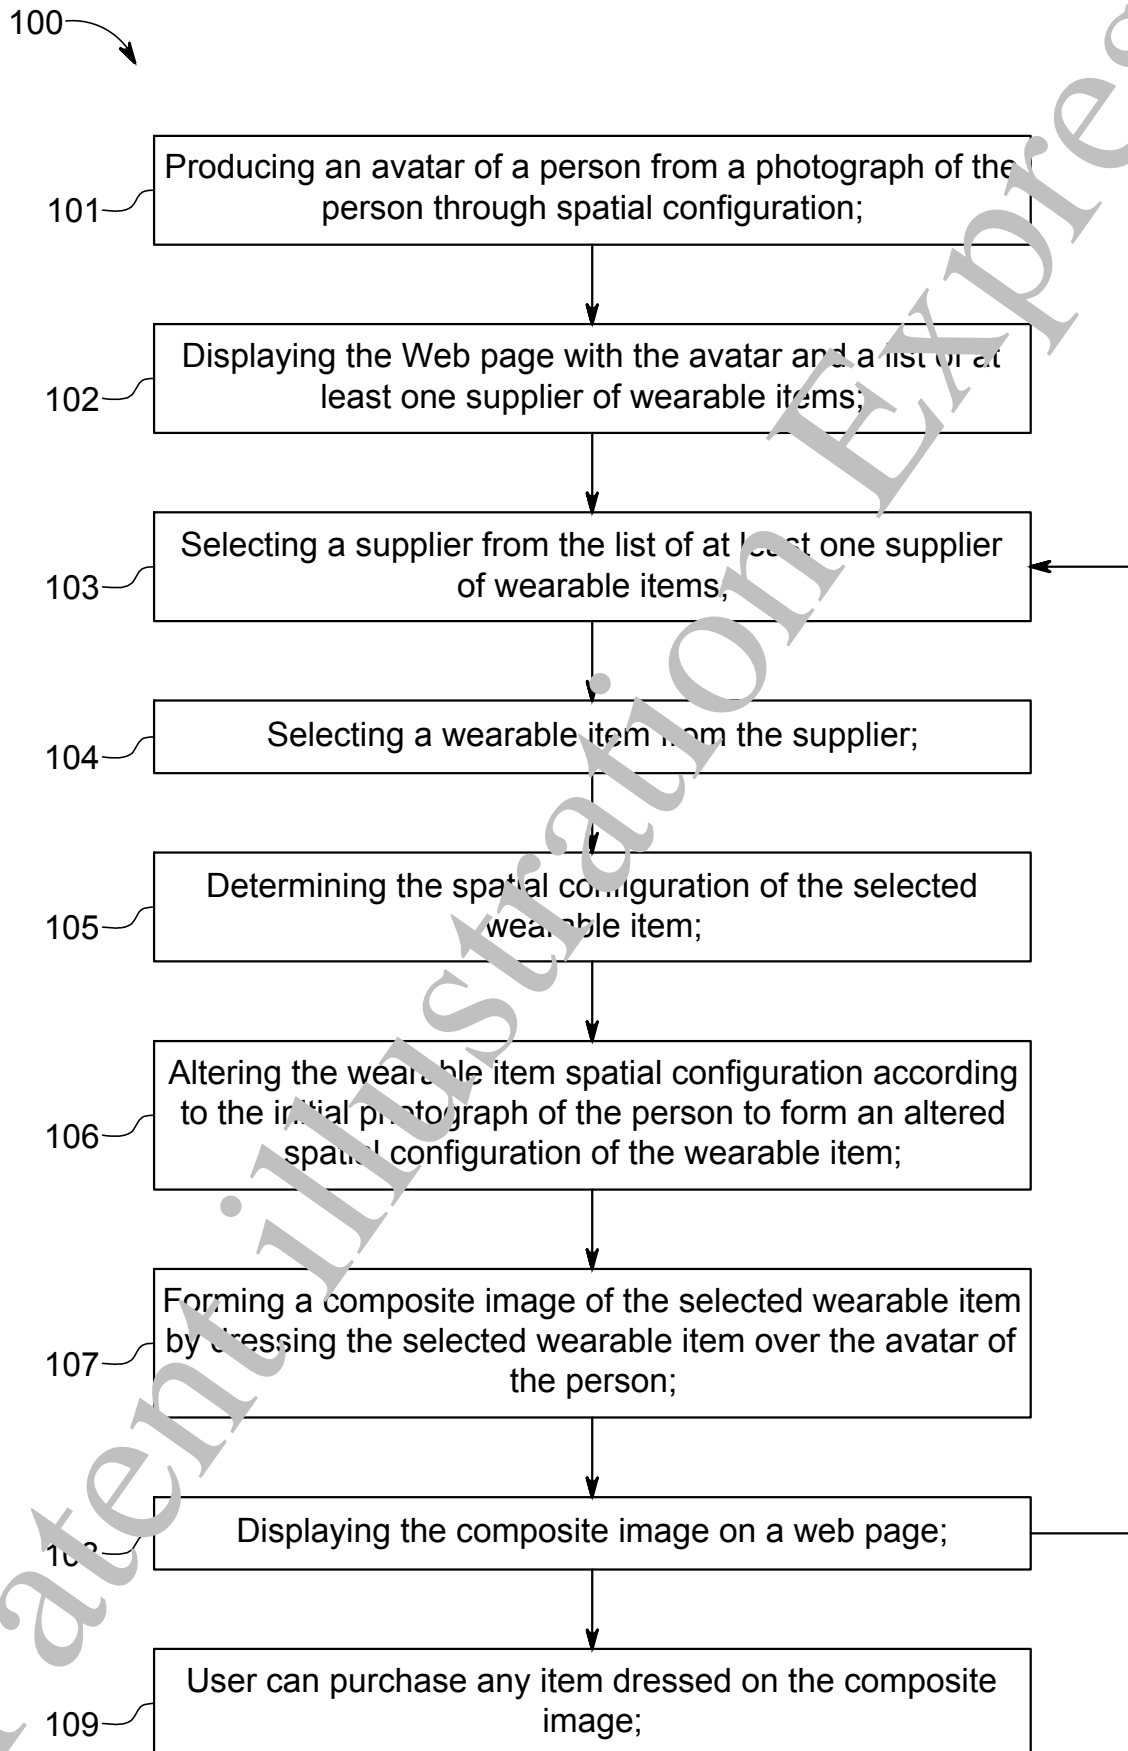 100
Producing an avatar of a person from a photograph of the
person through spatial configuration;
101
Displaying the Web page with the avatar and a list of at
least one supplier of wearable items;
102
Selecting a supplier from the list of at least one supplier
of wearable items;
103
Selecting a wearable item from the supplier;
104
Determining the spatial configuration of the selected
wearable item;
105
Altering the wearable item spatial configuration according
to the initial photograph of the person to form an altered
spatial configuration of the wearable item;
106
Forming a composite image of the selected wearable item
by dressing the selected wearable item over the avatar of
the person;
107
Displaying the composite image on a web page;
108
User can purchase any item dressed on the composite
image;
109
Patent illustration Expres